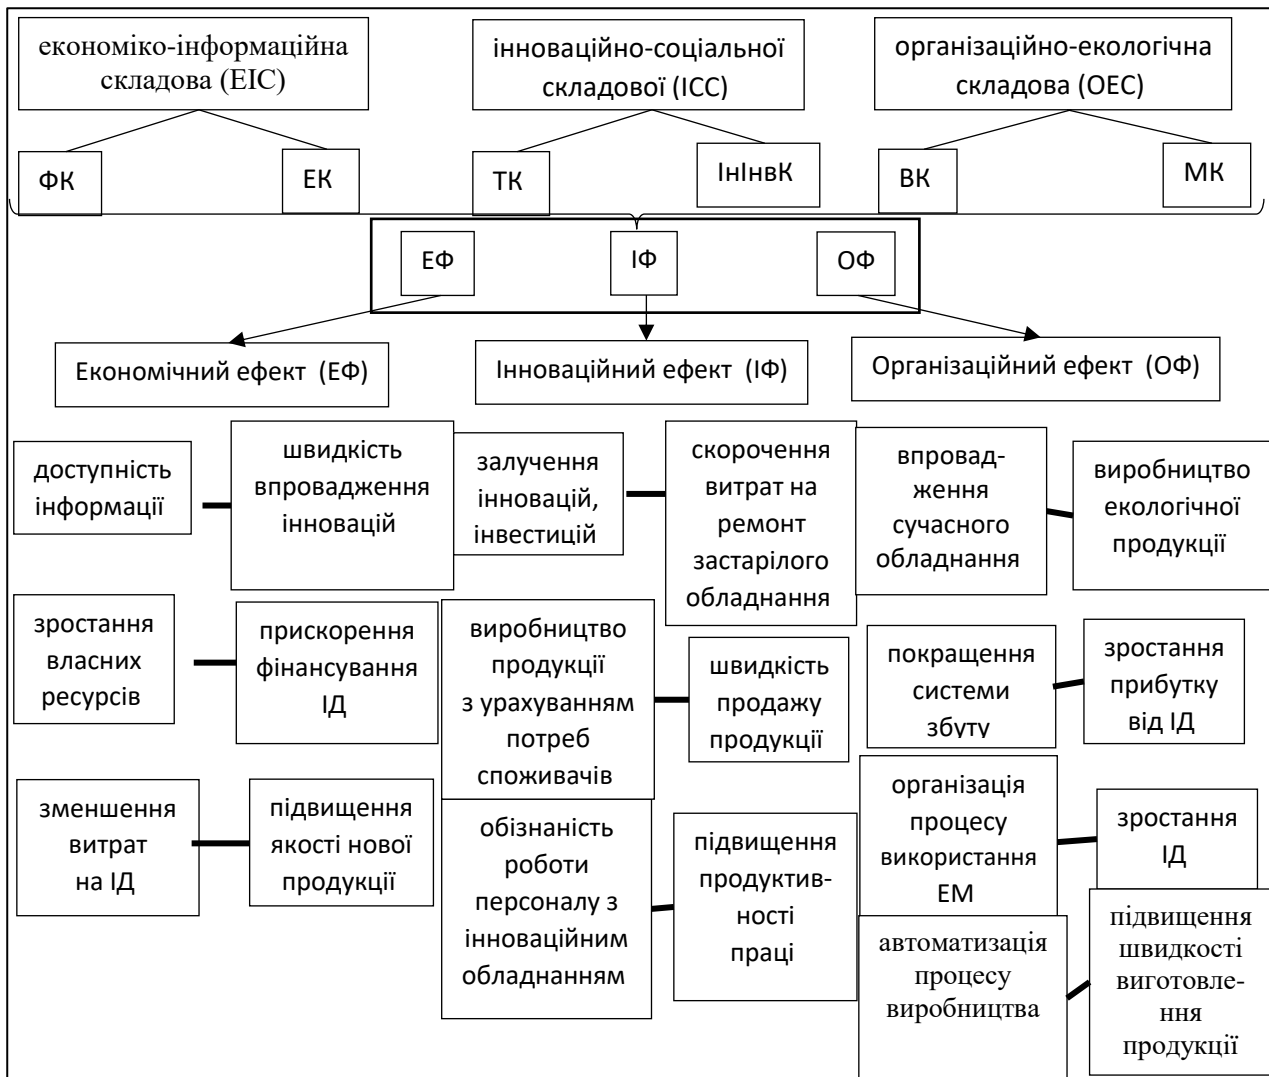 економіко-інформаційна
складова (ЕІС)
інноваційно-соціальної
складової (ІСС)
організаційно-екологічна
складова (ОЕС)
ФК
ЕК
ТК
ІнІнвК
ВК
МК
ЕФ
ІФ
ОФ
Економічний ефект (ЕФ)
Інноваційний ефект (ІФ)
Організаційний ефект (ОФ)
доступність
інформації
швидкість
впровадження
інновацій
залучення
інновацій,
інвестицій
скорочення
витрат на
ремонт
застарілого
обладнання
впровад-
ження
сучасного
обладнання
виробництво
екологічної
продукції
зростання
власних
ресурсів
прискорення
фінансування
ІД
виробництво
продукції
з урахуванням
потреб
споживачів
швидкість
продажу
продукції
покращення
системи
збуту
зростання
прибутку
від ІД
зменшення
витрат
на ІД
підвищення
якості нової
продукції
обізнаність
роботи
персоналу з
інноваційним
обладнанням
підвищення
продуктив-
ності
праці
організація
процесу
використання
ЕМ
зростання
ІД
автоматизація
процесу
виробництва
підвищення
швидкості
виготовле-
ння
продукції